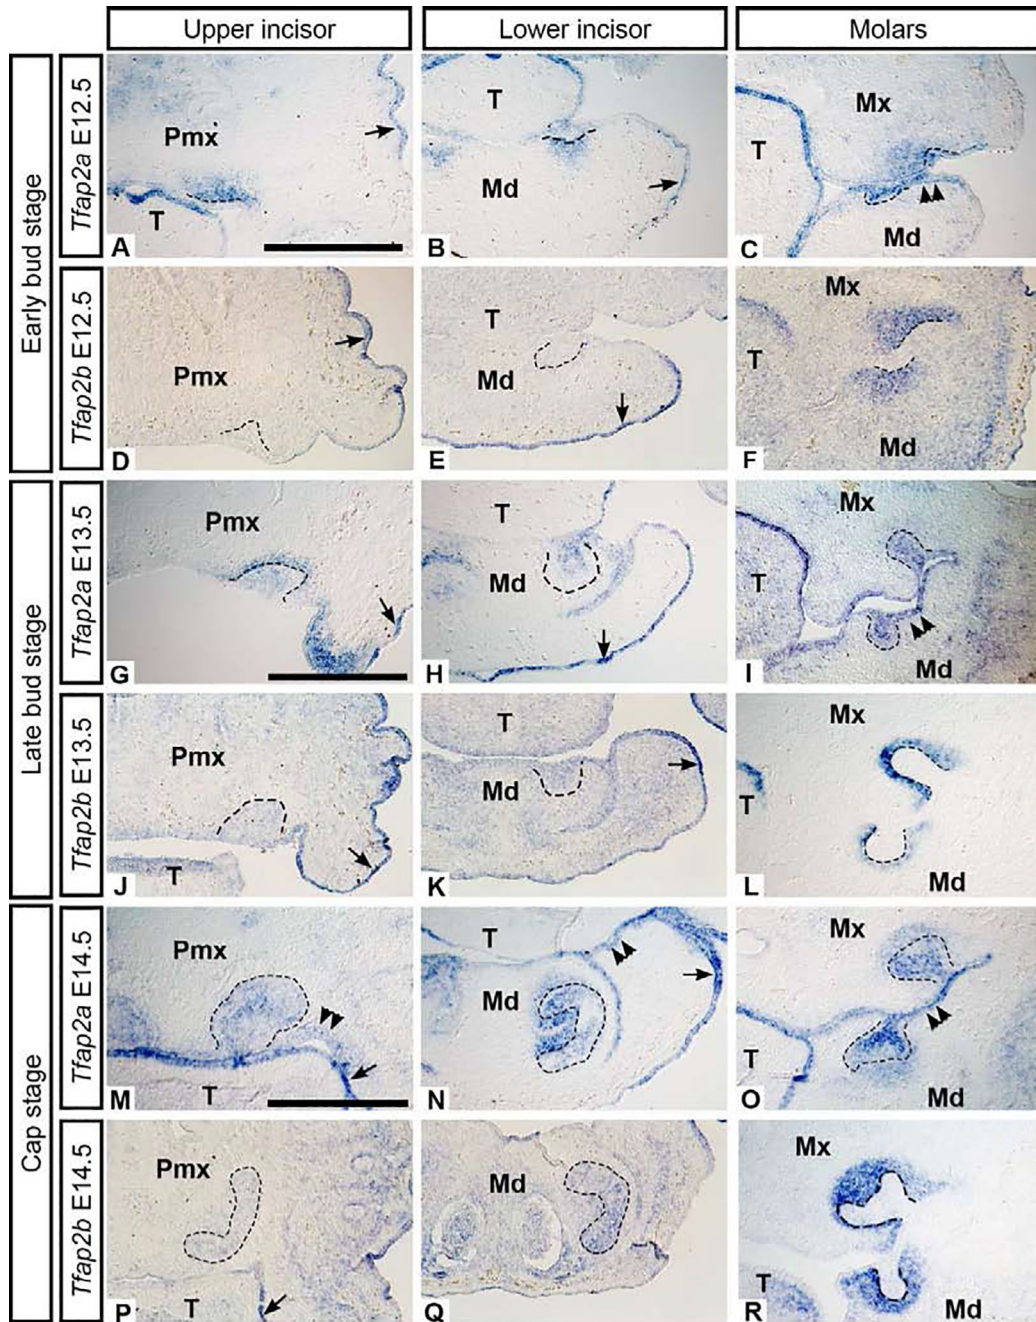 Upper incisor Lower incisor Molars
Early bud stage
Tfap2a E12.5
Pmx
T
A
T
Md
B
Mx
T
Md
C
Tfap2b E12.5
Pmx
D
T
Md
E
Mx
T
Md
F
Late bud stage
Tfap2a E13.5
Pmx
G
T
Md
H
Mx
T
Md
I
Tfap2b E13.5
Pmx
T
J
T
Md
K
Mx
T
Md
L
Cap stage
Tfap2a E14.5
Pmx
T
M
T
Md
N
Mx
T
Md
O
Tfap2b E14.5
Pmx
T
P
Md
Q
Mx
T
Md
R